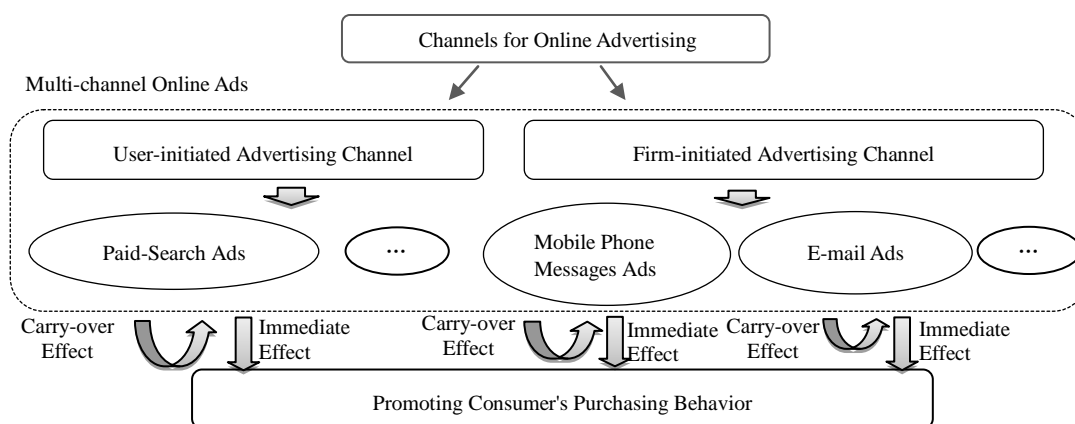 Channels for Online Advertising
Multi-channel Online Ads
User-initiated Advertising Channel
Firm-initiated Advertising Channel
Paid-Search Ads
...
Mobile Phone
Messages Ads
E-mail Ads
...
Carry-over
Effect
Immediate
Effect
Carry-over
Effect
Immediate
Effect
Carry-over
Effect
Immediate
Effect
Promoting Consumer's Purchasing Behavior